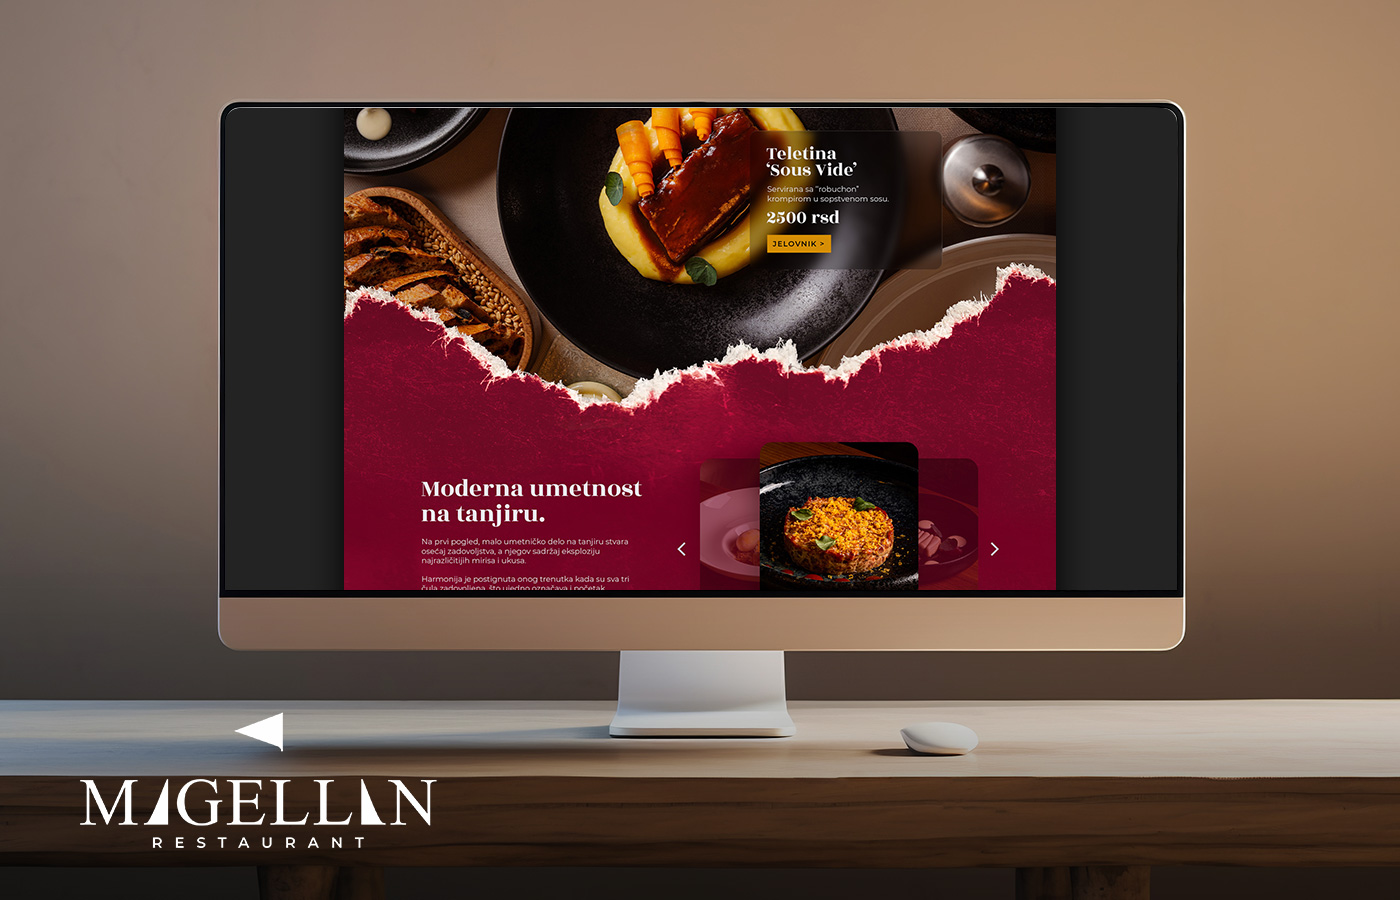 Teletina
‘Sous Vide’
Servirana sa “robuchon”
krompirom u sopstvenom sosu.
2500 rsd
JELOVNIK >
Moderna umetnost
na tanjiru.
Na prvi pogled, malo umetničko delo na tanjiru stvara
osećaj zadovoljstva, a njegov sadržaj eksploziju
najrazličitijih mirisa i ukusa.
Harmonija je postignuta onog trenutka kada su sva tri
čula zadovoljena, što ujedno označava i početak
MAGELLAN
RESTAURANT